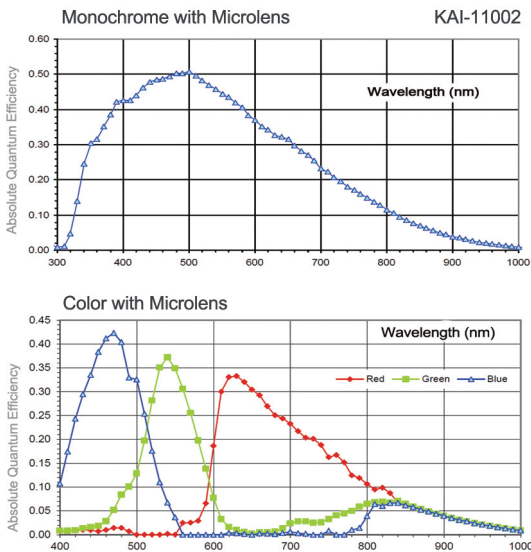 Monochrome with Microlens KAI-11002
Absolute Quantum Efficiency
0.60
0.50
0.40
0.30
0.20
0.10
0.00
Wavelength (nm)
300 400 500 600 700 800 900 1000
Color with Microlens
Absolute Quantum Efficiency
0.45
0.40
0.35
0.30
0.25
0.20
0.15
0.10
0.05
0.00
Wavelength (nm)
Red Green Blue
400 500 600 700 800 900 1000